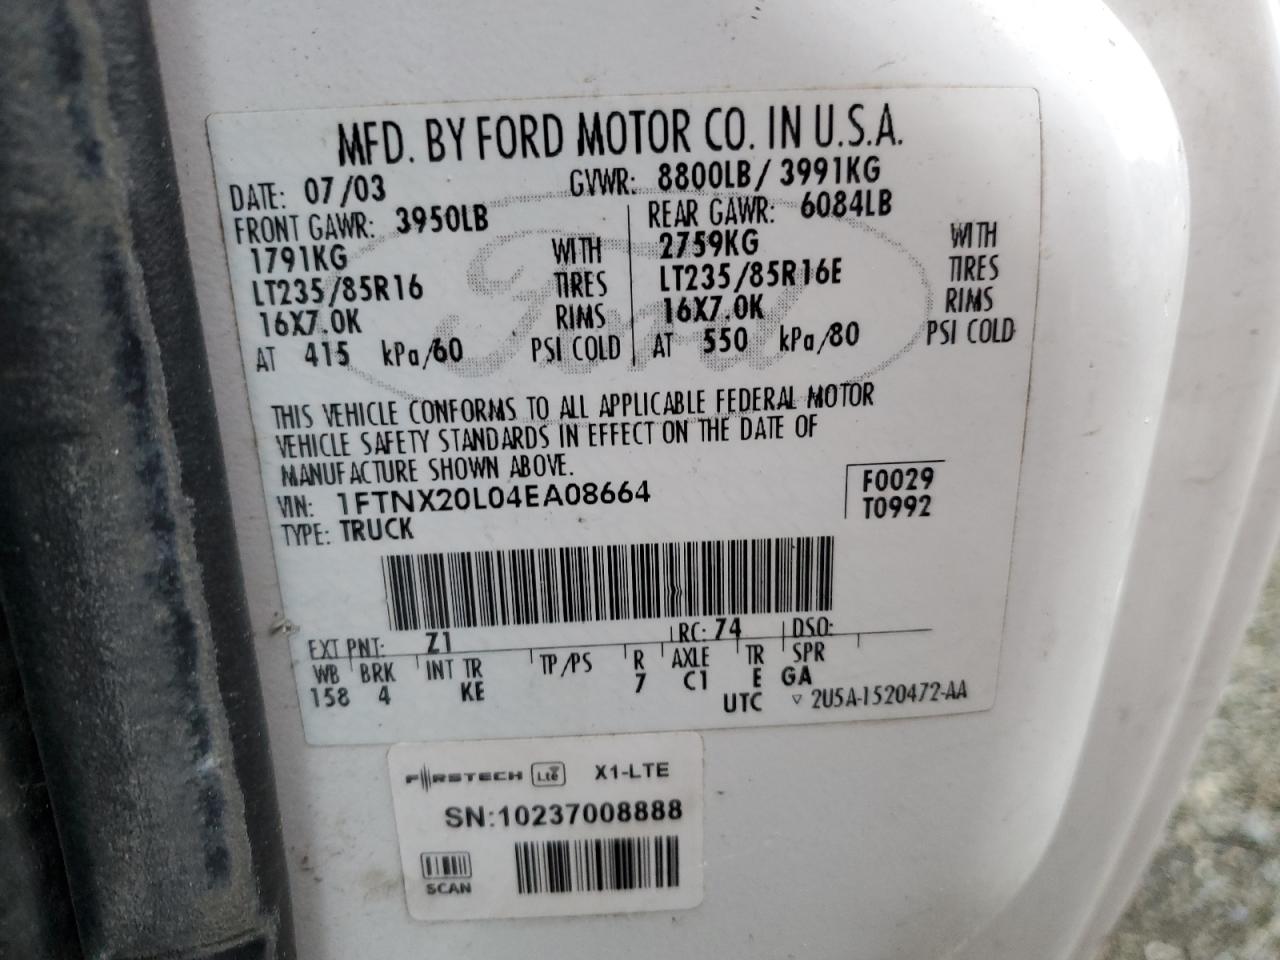 MFD. BY FORD MOTOR CO. IN U.S.A.
DATE: 07/03 GVWR: 8800LB/ 3991KG
FRONT GAWR: 3950LB REAR GAWR: 6084LB
1791KG WITH 2759KG WITH
LT235/85R16 TIRES LT235/85R16E TIRES
16X7.0K RIMS 16X7.0K RIMS
AT 415 kPa/60 PSI COLD AT 550 kPa/80 PSI COLD
Ford
THIS VEHICLE CONFORMS TO ALL APPLICABLE FEDERAL MOTOR
VEHICLE SAFETY STANDARDS IN EFFECT ON THE DATE OF
MANUFACTURE SHOWN ABOVE.
VIN: 1FTNX20L04EA08664 F0029
TYPE: TRUCK T0992
EXT PNT: Z1 RC: 74 DSO:
WB BRK INT TR TP/PS R AXLE TR SPR
158 4 KE 7 C1 E GA
UTC ▽ 2U5A-1520472-AA
FIRSTECH LTE X1-LTE
SN:10237008888
SCAN